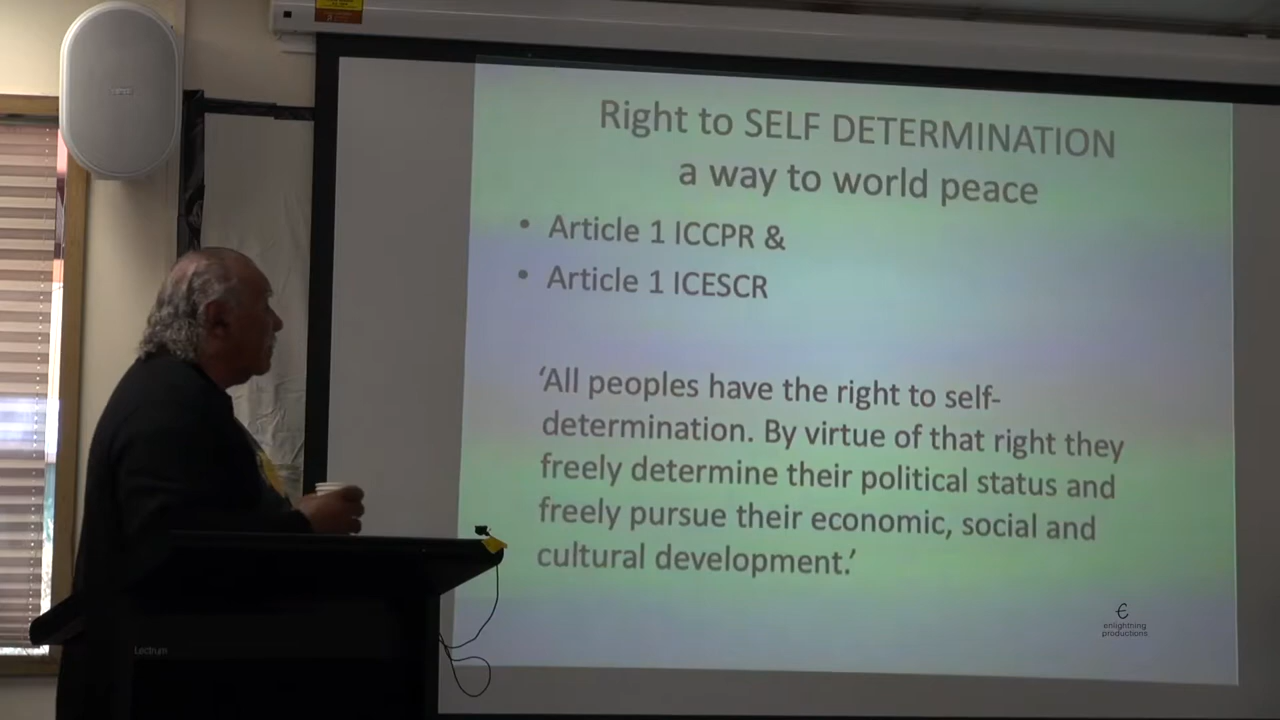 Right to SELF DETERMINATION
a way to world peace
• Article 1 ICCPR &
• Article 1 ICESCR
‘All peoples have the right to self-
determination. By virtue of that right they
freely determine their political status and
freely pursue their economic, social and
cultural development.’
enlightning
productions
Lectrum